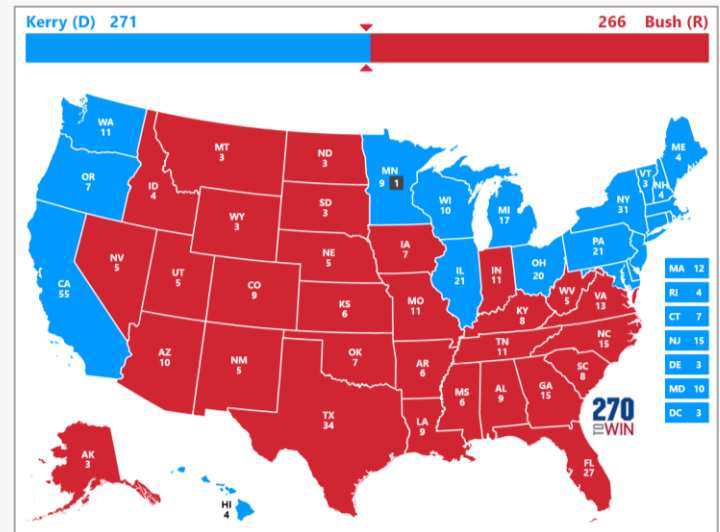 Kerry (D) 271
266 Bush (R)
WA
11
OR
7
CA
55
NV
5
ID
4
MT
3
WY
3
UT
5
AZ
10
CO
9
NM
5
ND
3
SD
3
NE
5
KS
6
OK
7
TX
34
MN
9 1
IA
7
MO
11
AR
6
LA
9
WI
10
IL
21
MI
17
IN
11
OH
20
KY
8
TN
11
MS
6
AL
9
GA
15
FL
27
SC
8
NC
15
VA
13
WV
5
PA
21
NY
31
VT
3
NH
4
ME
4
MA 12
RI 4
CT 7
NJ 15
DE 3
MD 10
DC 3
AK
3
HI
4
270
TOWIN